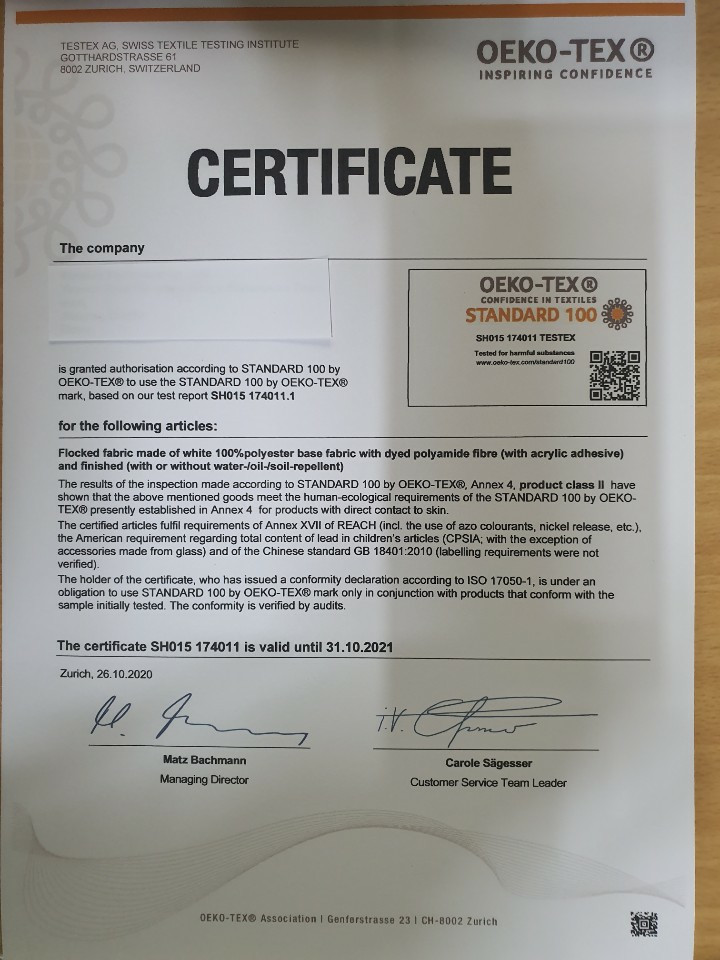 TESTEX AG, SWISS TEXTILE TESTING INSTITUTE
GOTTHARDSTRASSE 61
8002 ZURICH, SWITZERLAND
OEKO-TEX®
INSPIRING CONFIDENCE
CERTIFICATE
The company
OEKO-TEX®
CONFIDENCE IN TEXTILES
STANDARD 100
SH015 174011 TESTEX
Tested for harmful substances
www.oeko-tex.com/standard100
is granted authorisation according to STANDARD 100 by
OEKO-TEX® to use the STANDARD 100 by OEKO-TEX®
mark, based on our test report SH015 174011.1
for the following articles:
Flocked fabric made of white 100%polyester base fabric with dyed polyamide fibre (with acrylic adhesive)
and finished (with or without water-/oil-/soil-repellent)
The results of the inspection made according to STANDARD 100 by OEKO-TEX®, Annex 4, product class II have
shown that the above mentioned goods meet the human-ecological requirements of the STANDARD 100 by OEKO-
TEX® presently established in Annex 4 for products with direct contact to skin.
The certified articles fulfil requirements of Annex XVII of REACH (incl. the use of azo colourants, nickel release, etc.),
the American requirement regarding total content of lead in children's articles (CPSIA; with the exception of
accessories made from glass) and of the Chinese standard GB 18401:2010 (labelling requirements were not
verified).
The holder of the certificate, who has issued a conformity declaration according to ISO 17050-1, is under an
obligation to use STANDARD 100 by OEKO-TEX® mark only in conjunction with products that conform with the
sample initially tested. The conformity is verified by audits.
The certificate SH015 174011 is valid until 31.10.2021
Zurich, 26.10.2020
i.V.
Matz Bachmann
Managing Director
Carole Sägesser
Customer Service Team Leader
OEKO-TEX® Association | Genferstrasse 23 | CH-8002 Zurich